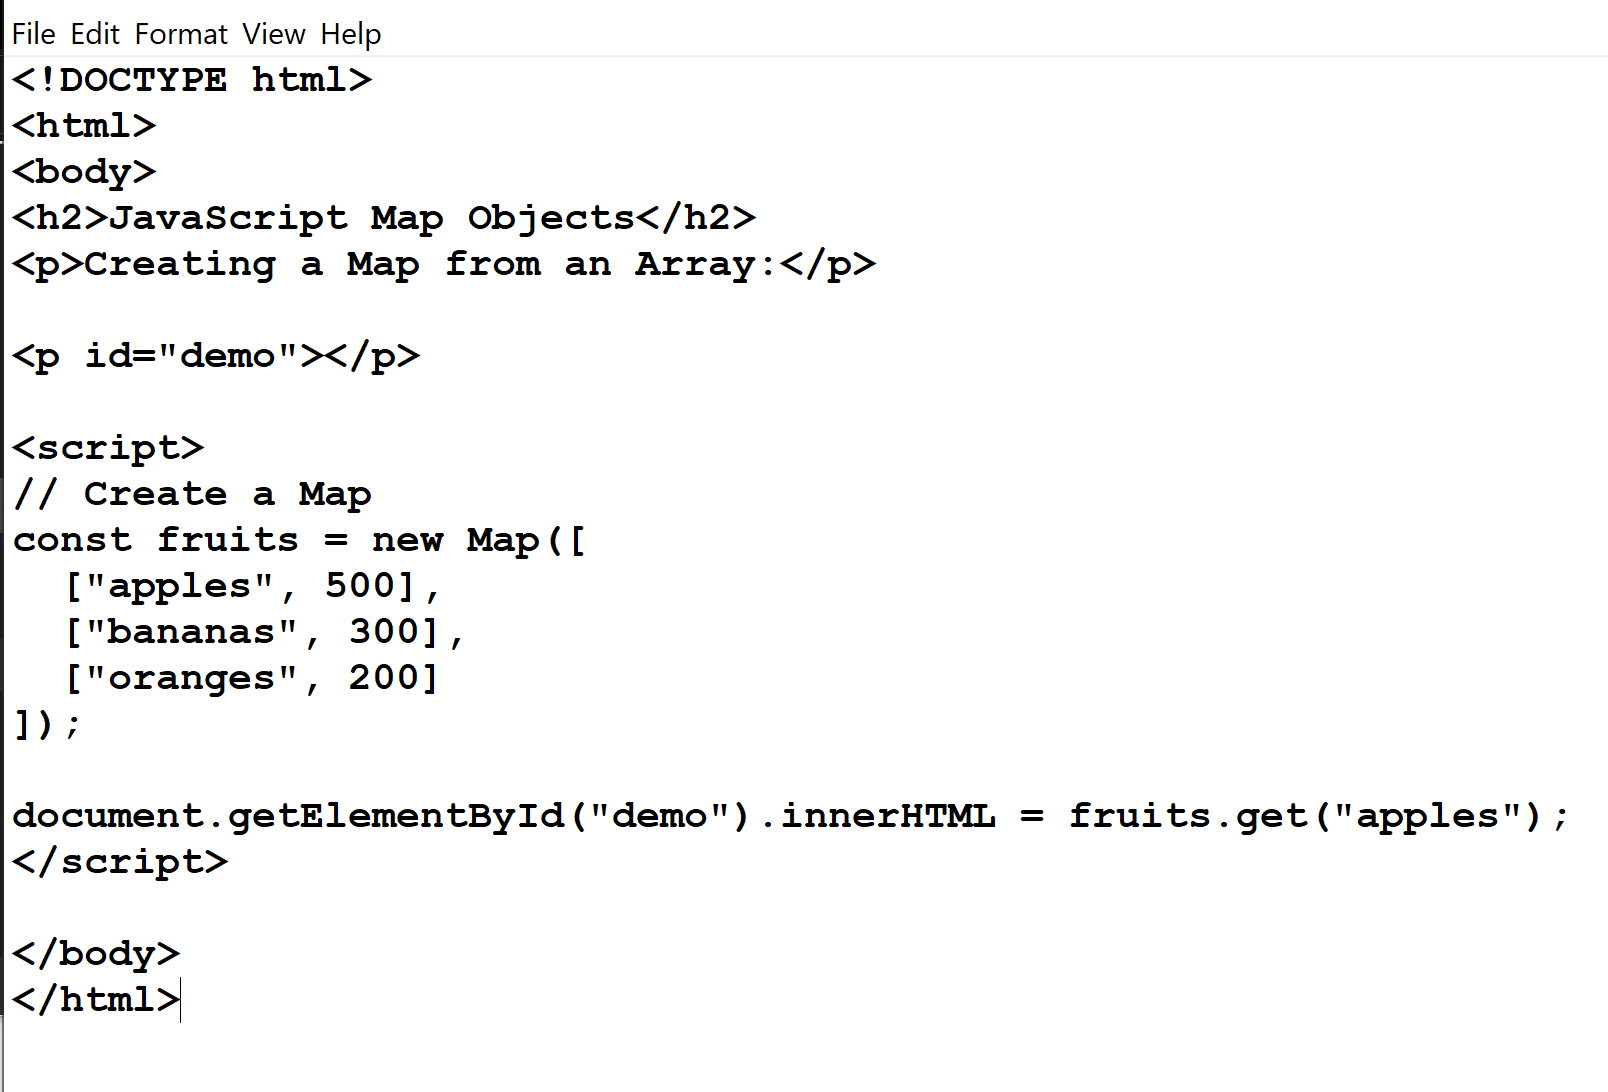 File Edit Format View Help
<!DOCTYPE html>
<html>
<body>
<h2>JavaScript Map Objects</h2>
<p>Creating a Map from an Array:</p>

<p id="demo"></p>

<script>
// Create a Map
const fruits = new Map([
  ["apples", 500],
  ["bananas", 300],
  ["oranges", 200]
]);

document.getElementById("demo").innerHTML = fruits.get("apples");
</script>

</body>
</html>